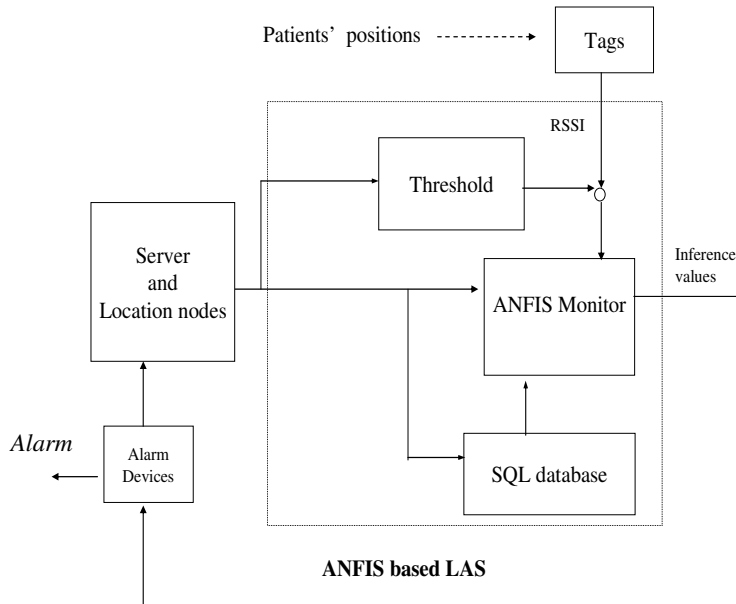 Patients' positions
Tags
RSSI
Threshold
Server
and
Location nodes
Inference
values
ANFIS Monitor
Alarm
Alarm
Devices
SQL database
ANFIS based LAS